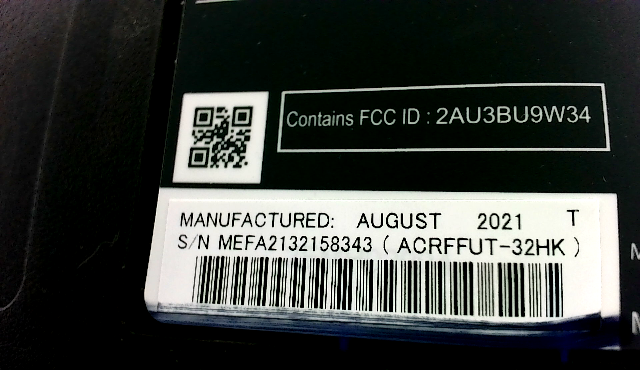 Contains FCC ID : 2AU3BU9W34
MANUFACTURED: AUGUST 2021 T
S/N MEFA2132158343 ( ACRFFUT-32HK )
M